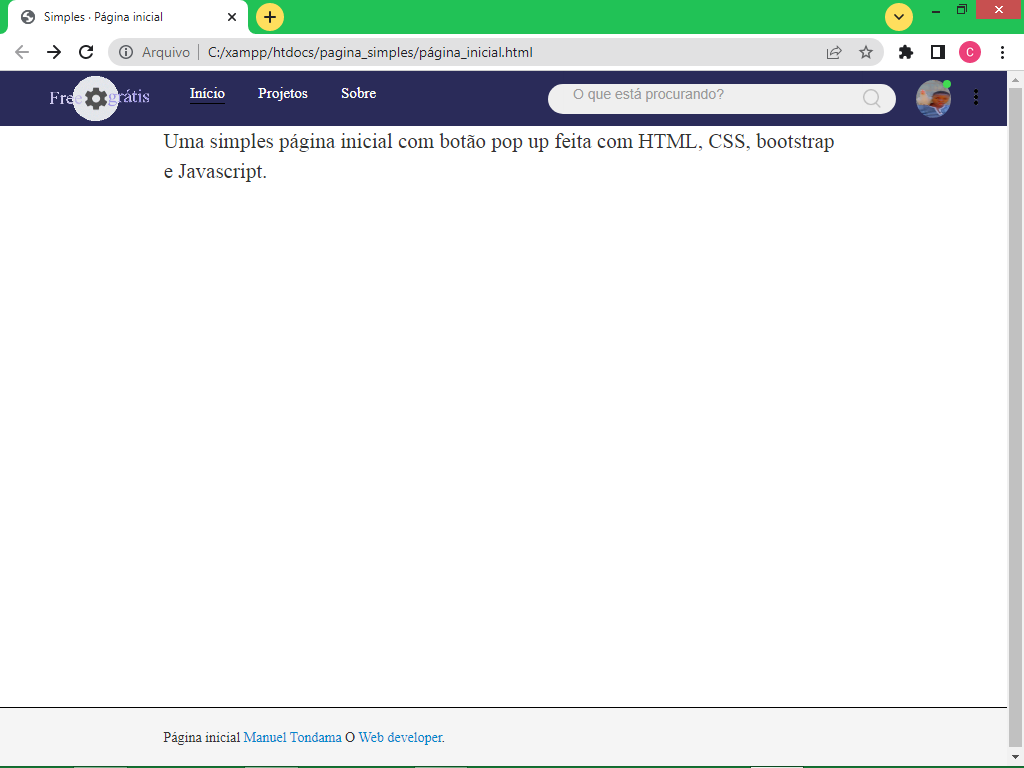 Simples · Página inicial
Arquivo | C:/xampp/htdocs/pagina_simples/página_inicial.html
C
Free grátis
Início
Projetos
Sobre
O que está procurando?
Uma simples página inicial com botão pop up feita com HTML, CSS, bootstrap
e Javascript.
Página inicial Manuel Tondama O Web developer.